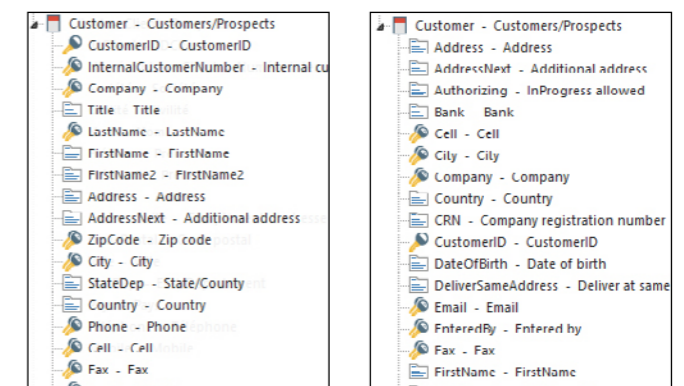 Customer - Customers/Prospects
CustomerID - CustomerID
InternalCustomerNumber - Internal cu
Company - Company
Title Title
LastName - LastName
FirstName - FirstName
FirstName2 - FirstName2
Address - Address
AddressNext - Additional address
ZipCode - Zip code
City - City
StateDep - State/County
Country - Country
Phone - Phone
Cell - Cell
Fax - Fax
Customer - Customers/Prospects
Address - Address
AddressNext - Additional address
Authorizing - InProgress allowed
Bank Bank
Cell - Cell
City - City
Company - Company
Country - Country
CRN - Company registration number
CustomerID - CustomerID
DateOfBirth - Date of birth
DeliverSameAddress - Deliver at same
Email - Email
EnteredBy - Entered by
Fax - Fax
FirstName - FirstName